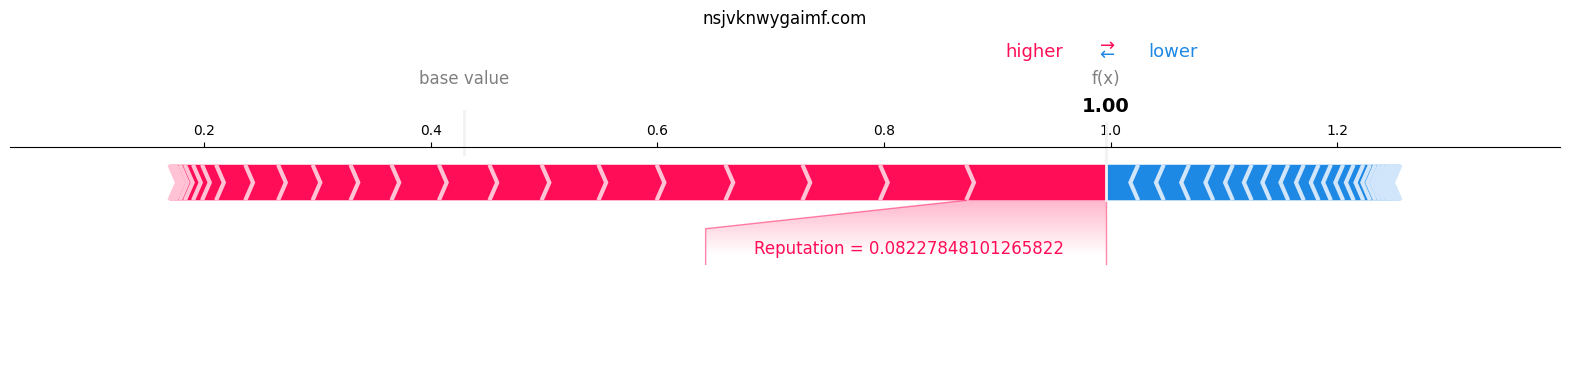 nsjvknwygaimf.com
higher ⇄ lower
base value f(x)
1.00
0.2 0.4 0.6 0.8 1.0 1.2
Reputation = 0.08227848101265822